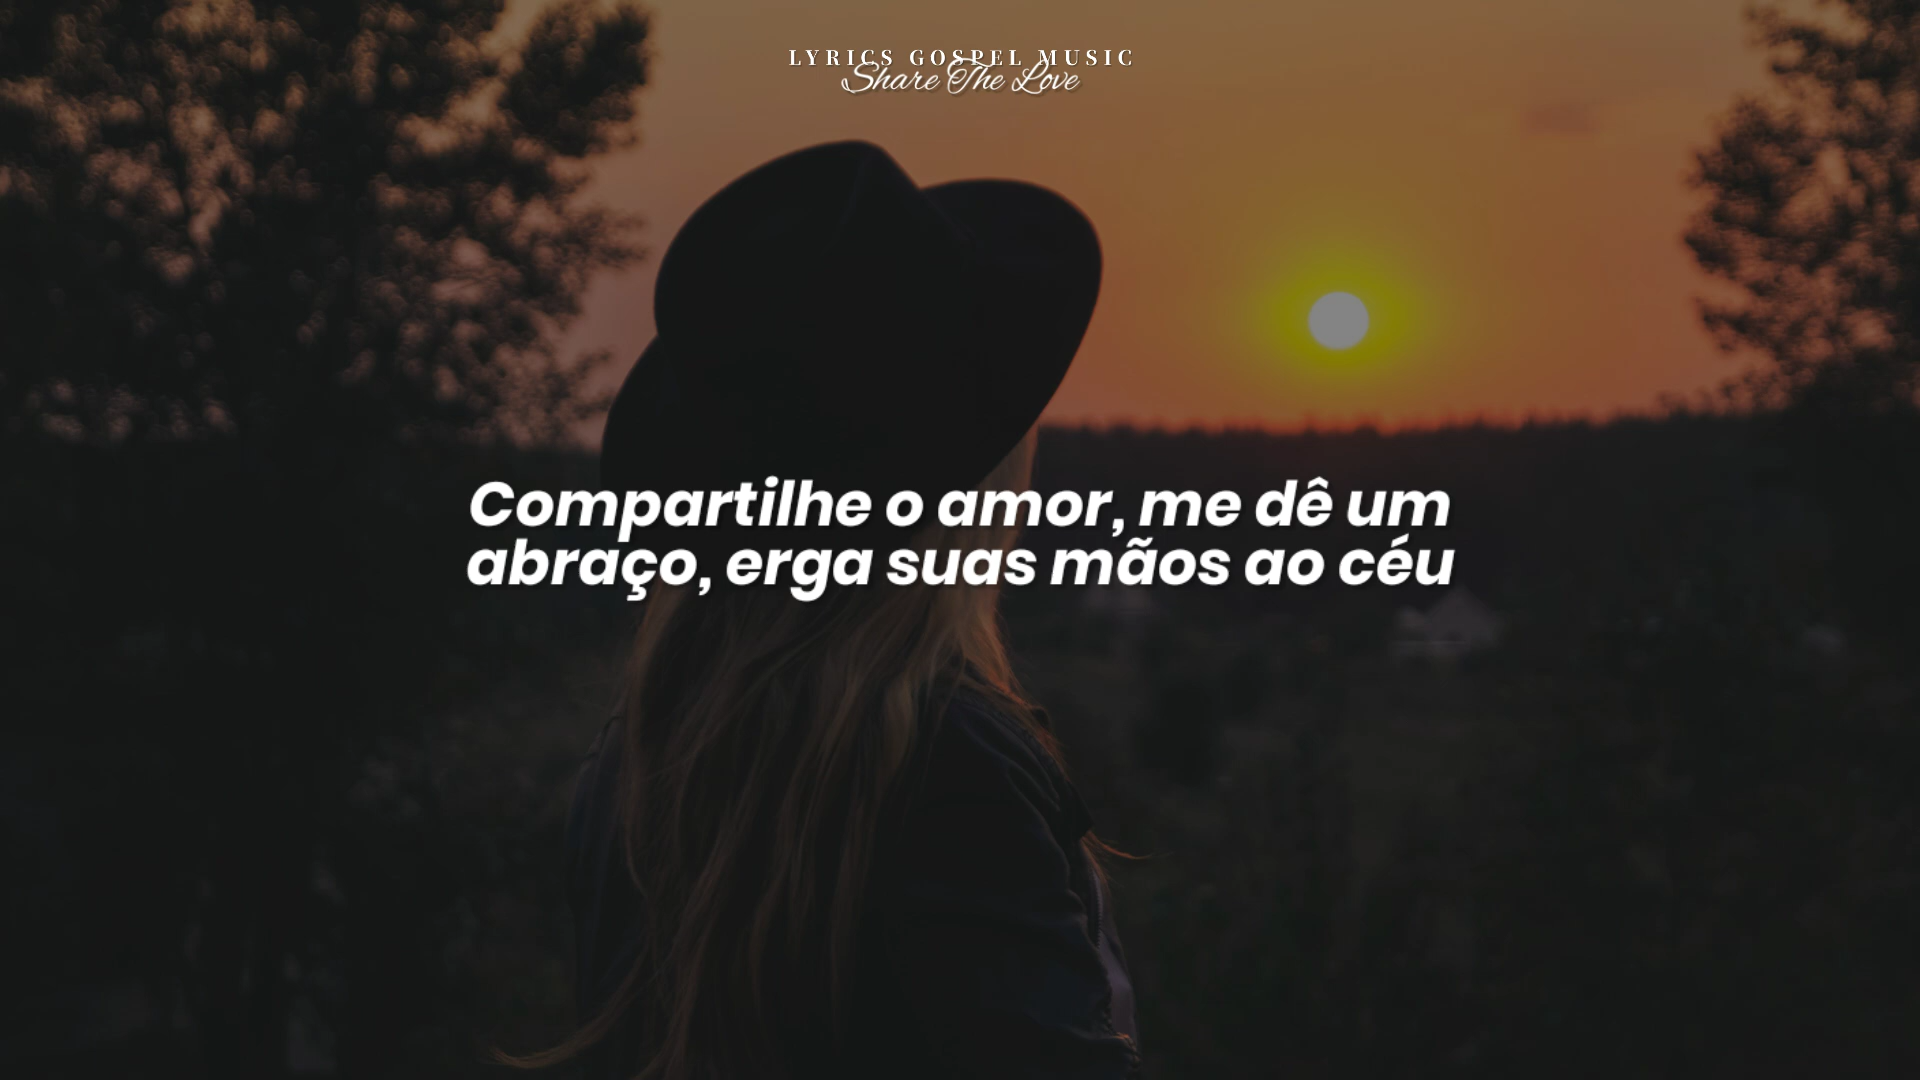 LYRICS GOSPEL MUSIC
Share The Love
Compartilhe o amor, me dê um
abraço, erga suas mãos ao céu